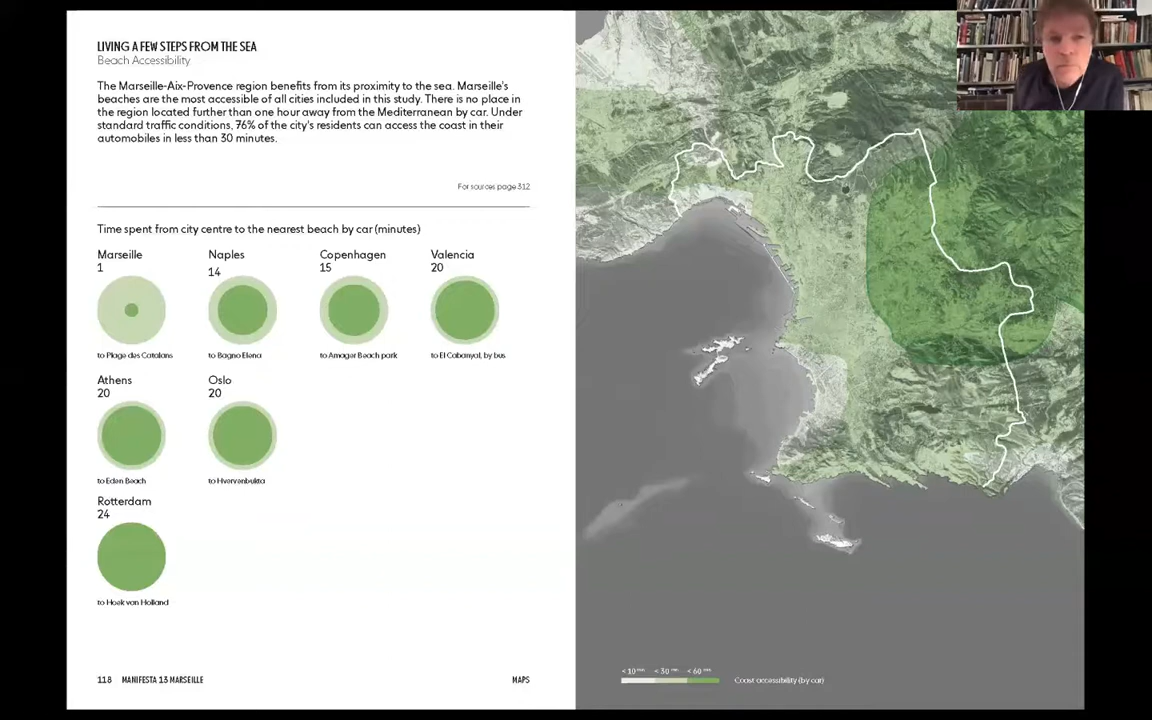 LIVING A FEW STEPS FROM THE SEA
Beach Accessibility
The Marseille-Aix-Provence region benefits from its proximity to the sea. Marseille's
beaches are the most accessible of all cities included in this study. There is no place in
the region located further than one hour away from the Mediterranean by car. Under
standard traffic conditions, 76% of the city's residents can access the coast in their
automobiles in less than 30 minutes.
For sources page 312
Time spent from city centre to the nearest beach by car (minutes)
Marseille
1
to Plage des Catalans
Naples
14
to Bagno Elena
Copenhagen
15
to Amager Beach park
Valencia
20
to El Cabanyal, by bus
Athens
20
to Eden Beach
Oslo
20
to Hvervenbukta
Rotterdam
24
to Hoek van Holland
118 MANIFESTA 13 MARSEILLE
MAPS
< 10 min < 30 min < 60 min
Coast accessibility (by car)